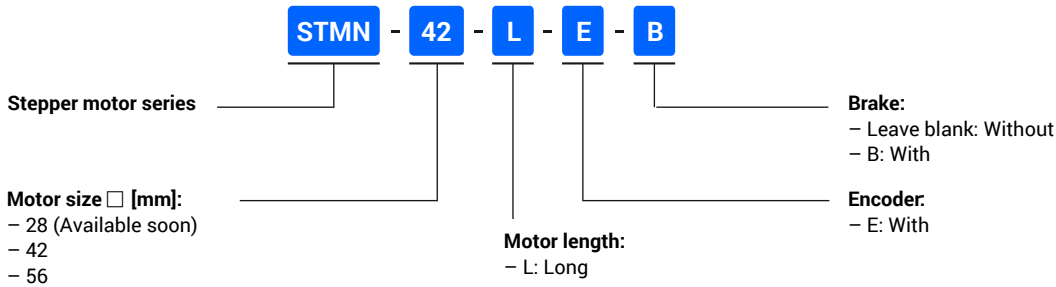 STMN - 42 - L - E - B
Stepper motor series
Brake:
– Leave blank: Without
– B: With
Motor size □ [mm]:
– 28 (Available soon)
– 42
– 56
Encoder:
– E: With
Motor length:
– L: Long